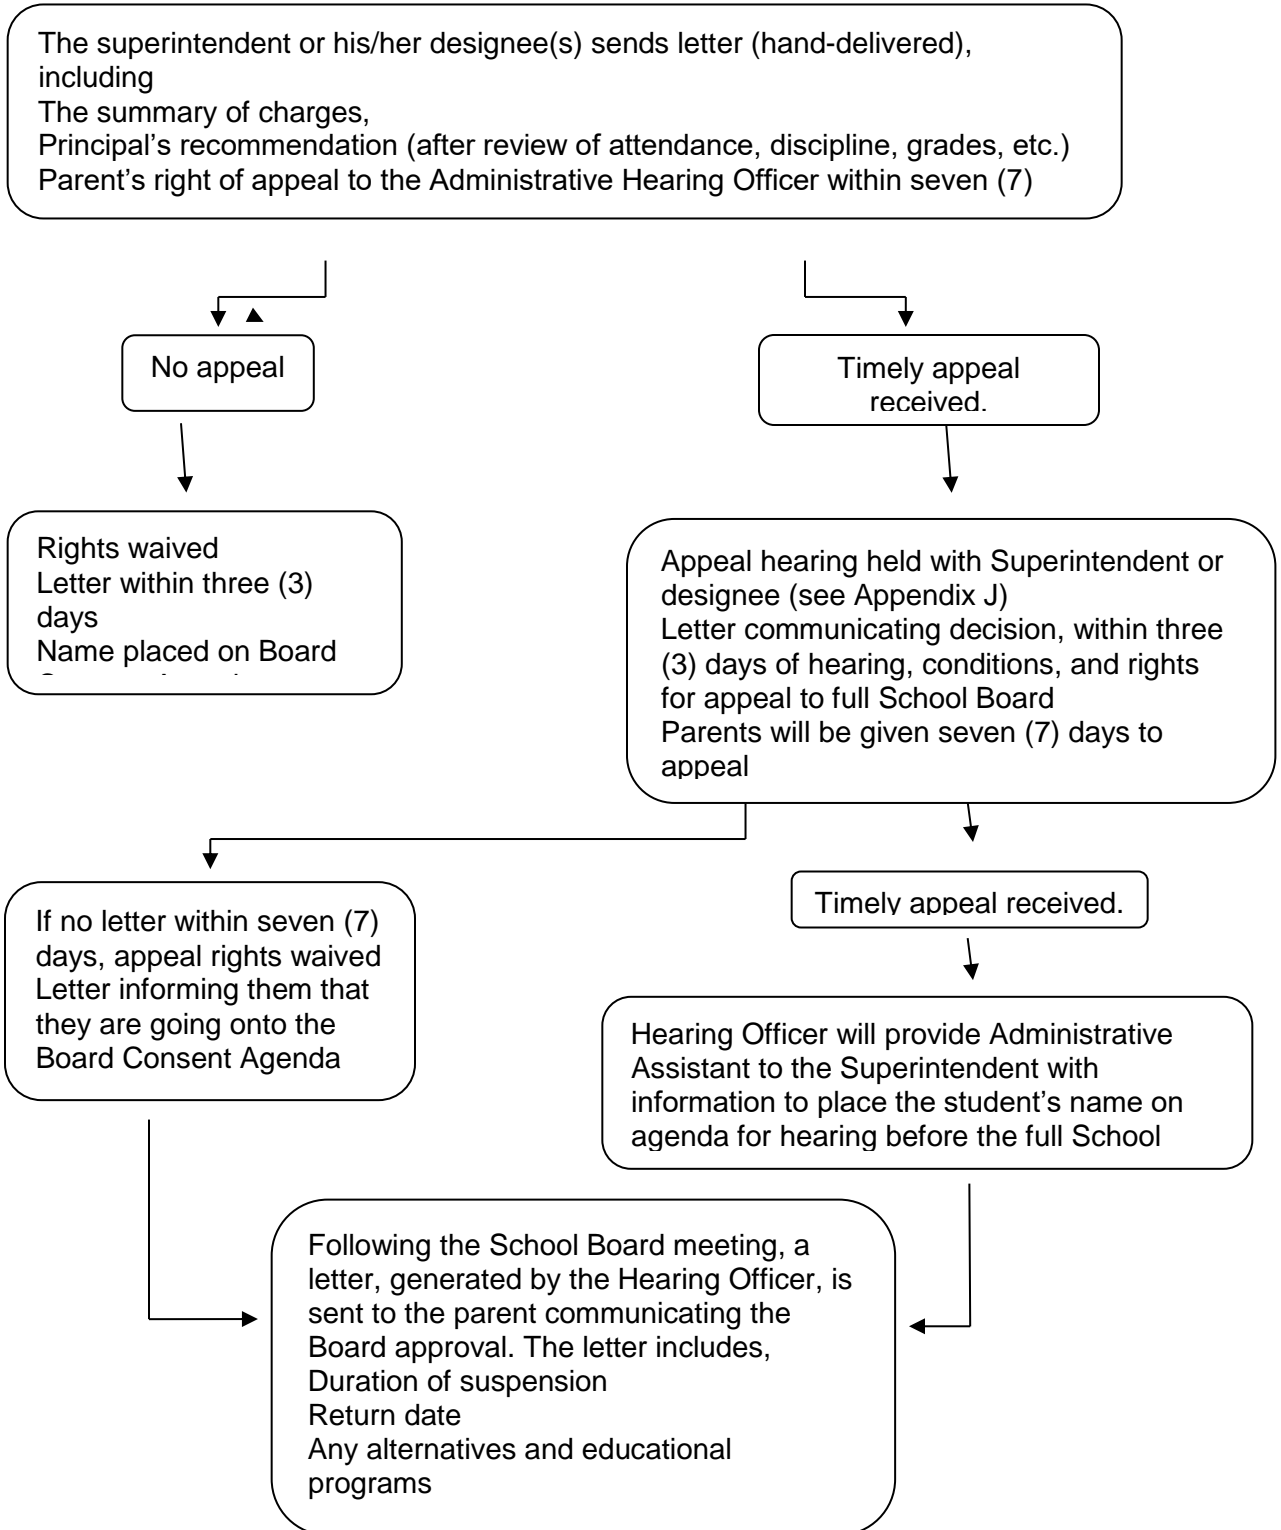 The superintendent or his/her designee(s) sends letter (hand-delivered),
including
The summary of charges,
Principal’s recommendation (after review of attendance, discipline, grades, etc.)
Parent’s right of appeal to the Administrative Hearing Officer within seven (7)
No appeal
Timely appeal
received.
Rights waived
Letter within three (3)
days
Name placed on Board
Appeal hearing held with Superintendent or
designee (see Appendix J)
Letter communicating decision, within three
(3) days of hearing, conditions, and rights
for appeal to full School Board
Parents will be given seven (7) days to
appeal
If no letter within seven (7)
days, appeal rights waived
Letter informing them that
they are going onto the
Board Consent Agenda
Timely appeal received.
Hearing Officer will provide Administrative
Assistant to the Superintendent with
information to place the student’s name on
agenda for hearing before the full School
Following the School Board meeting, a
letter, generated by the Hearing Officer, is
sent to the parent communicating the
Board approval. The letter includes,
Duration of suspension
Return date
Any alternatives and educational
programs